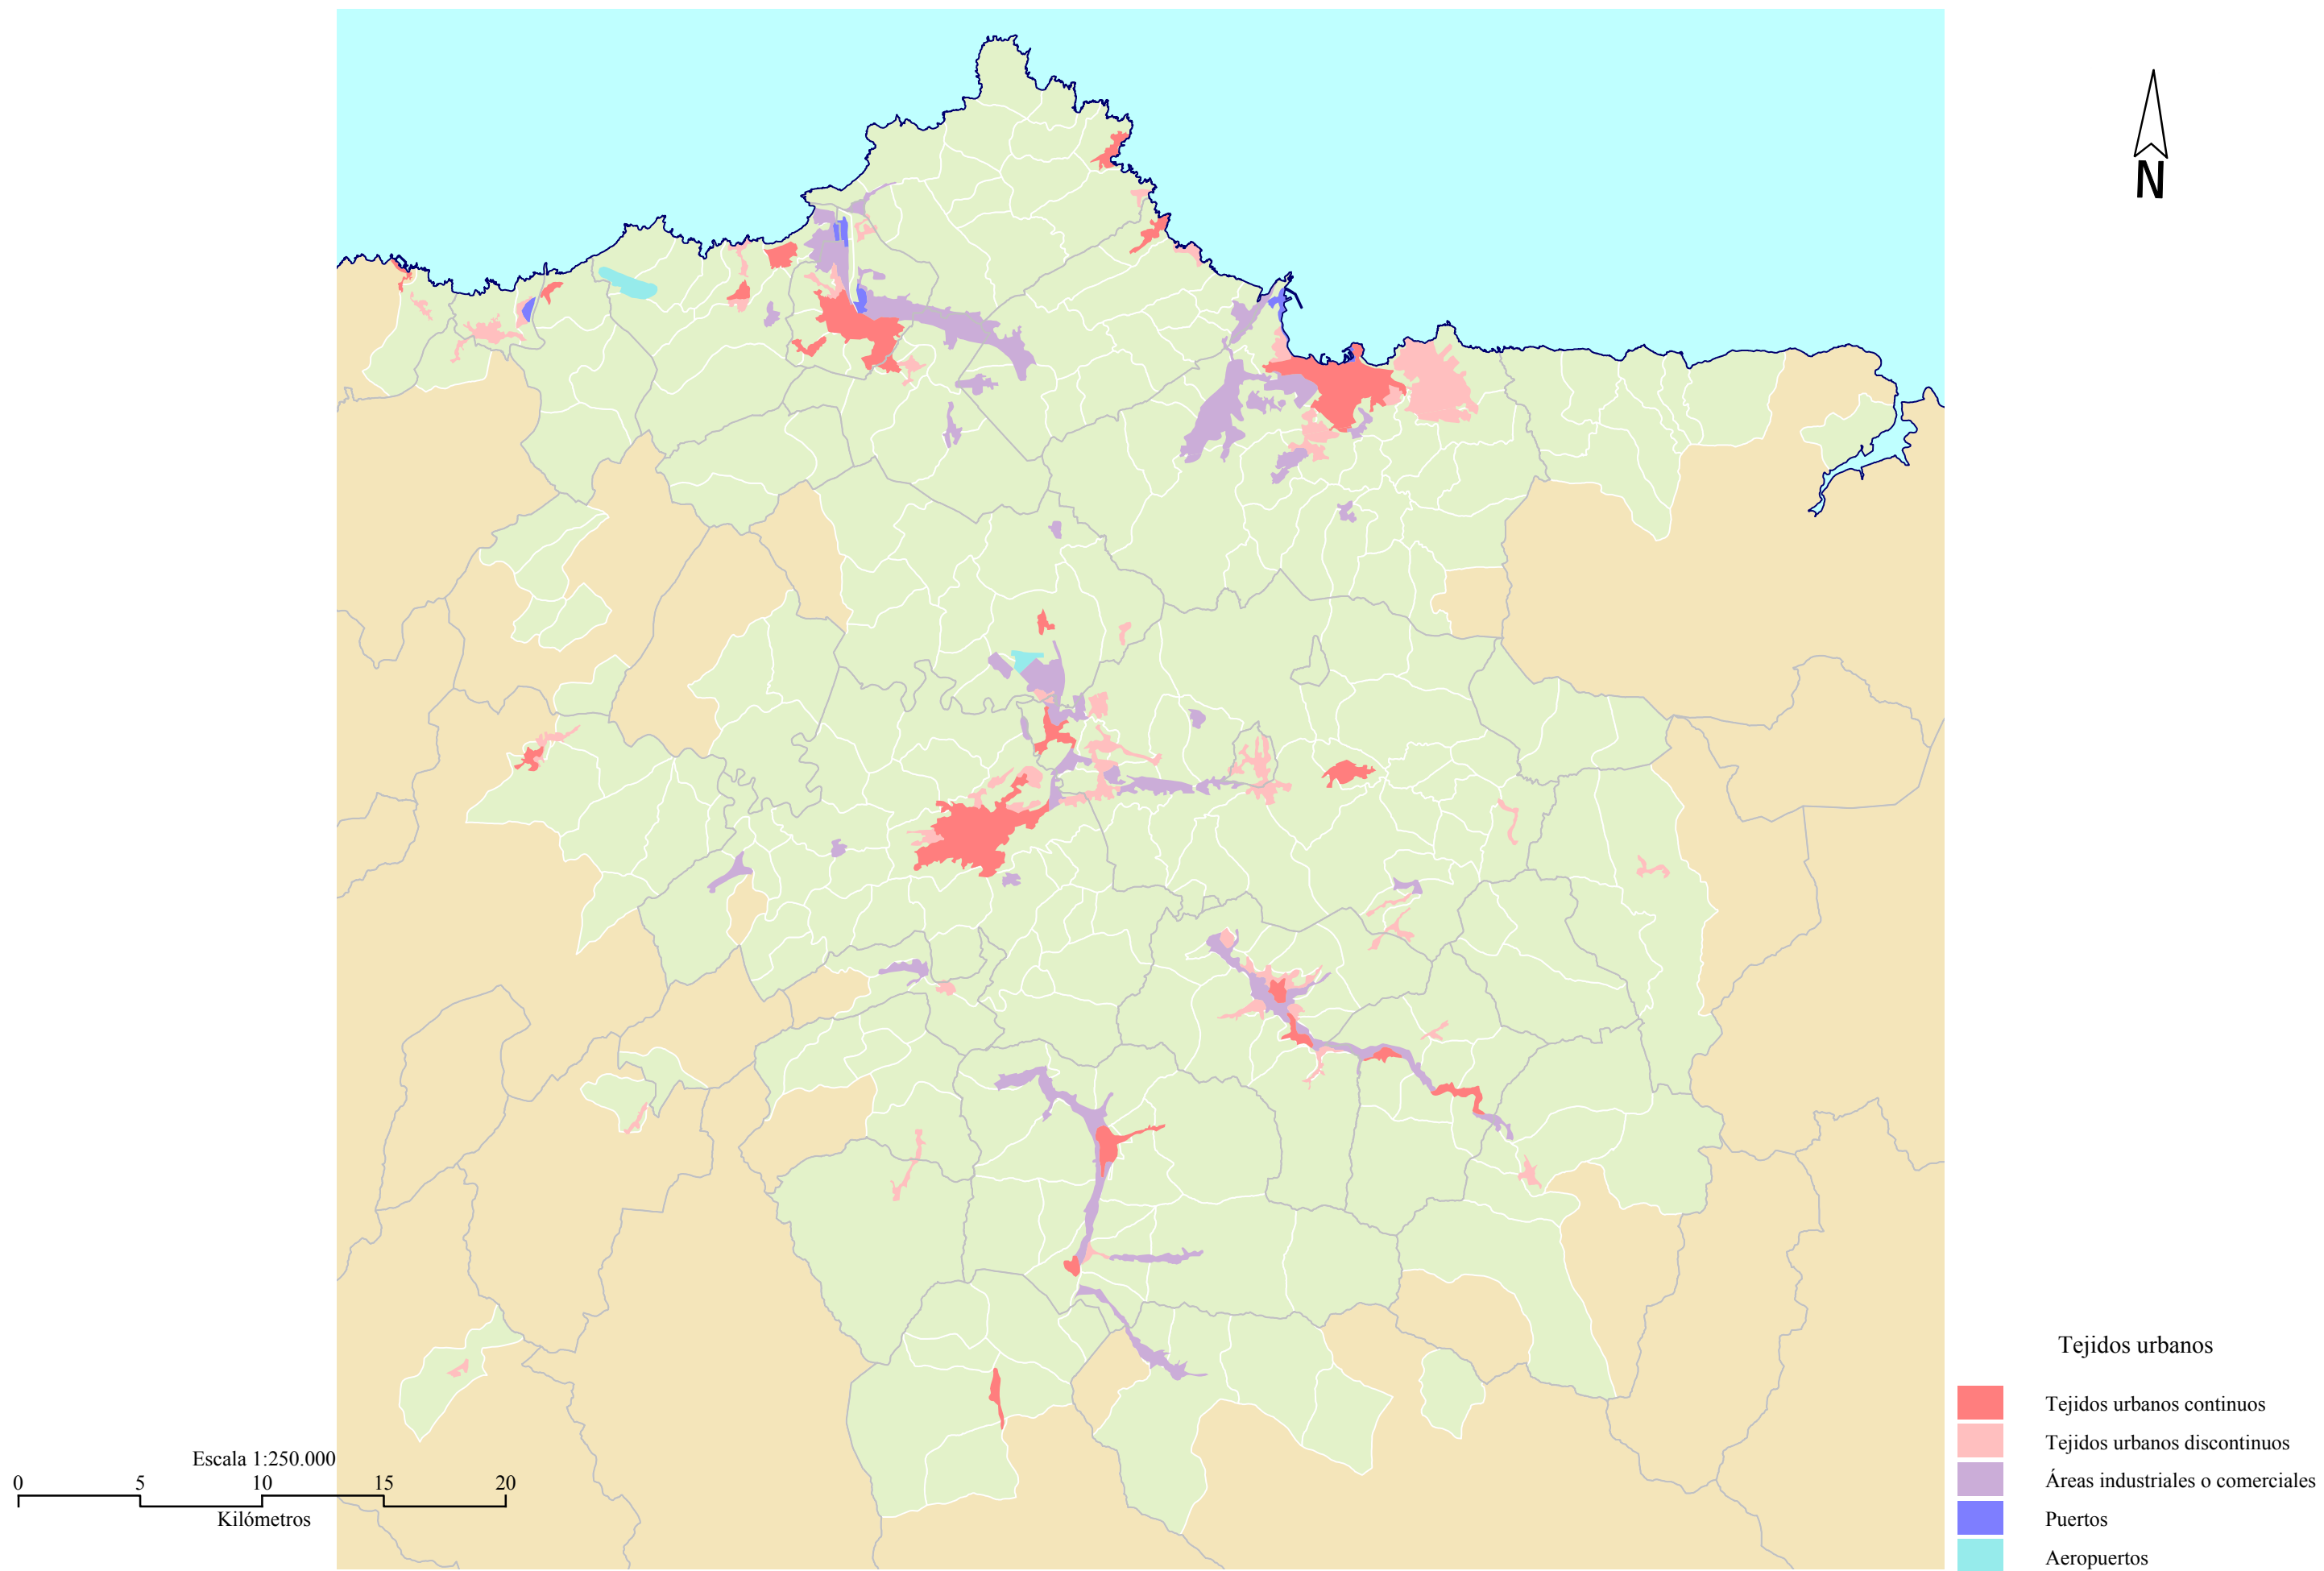 N
Tejidos urbanos
Tejidos urbanos continuos
Tejidos urbanos discontinuos
Áreas industriales o comerciales
Puertos
Aeropuertos
Escala 1:250.000
0 5 10 15 20
Kilómetros